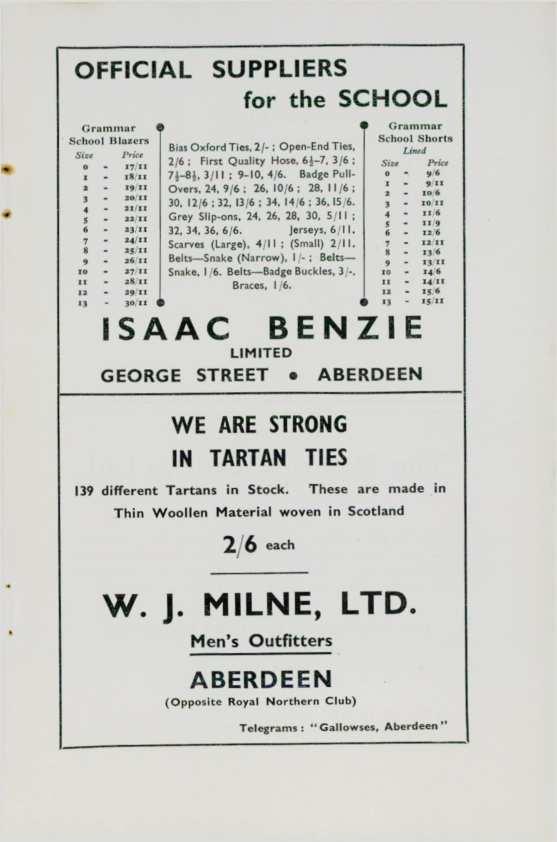 OFFICIAL SUPPLIERS
for the SCHOOL
Grammar
School Blazers
Size Price
0 - 17/11
1 - 18/11
2 - 19/11
3 - 20/11
4 - 21/11
5 - 22/11
6 - 23/11
7 - 24/11
8 - 25/11
9 - 26/11
10 - 27/11
11 - 28/11
12 - 29/11
13 - 30/11
Bias Oxford Ties, 2/- ; Open-End Ties,
2/6 ; First Quality Hose, 6½–7, 3/6 ;
7½–8½, 3/11 ; 9-10, 4/6. Badge Pull-
Overs, 24, 9/6 ; 26, 10/6 ; 28, 11/6 ;
30, 12/6 ; 32, 13/6 ; 34, 14/6 ; 36, 15/6.
Grey Slip-ons, 24, 26, 28, 30, 5/11 ;
32, 34, 36, 6/6. Jerseys, 6/11.
Scarves (Large), 4/11 ; (Small) 2/11.
Belts—Snake (Narrow), 1/- ; Belts—
Snake, 1/6. Belts—Badge Buckles, 3/-.
Braces, 1/6.
Grammar
School Shorts
Lined
Size Price
0 - 9/6
1 - 9/11
2 - 10/6
3 - 10/11
4 - 11/6
5 - 11/9
6 - 12/6
7 - 12/11
8 - 13/6
9 - 13/11
10 - 14/6
11 - 14/11
12 - 15/6
13 - 15/11
ISAAC BENZIE
LIMITED
GEORGE STREET • ABERDEEN
WE ARE STRONG
IN TARTAN TIES
139 different Tartans in Stock. These are made in
Thin Woollen Material woven in Scotland
2/6 each
W. J. MILNE, LTD.
Men's Outfitters
ABERDEEN
(Opposite Royal Northern Club)
Telegrams : "Gallowses, Aberdeen"